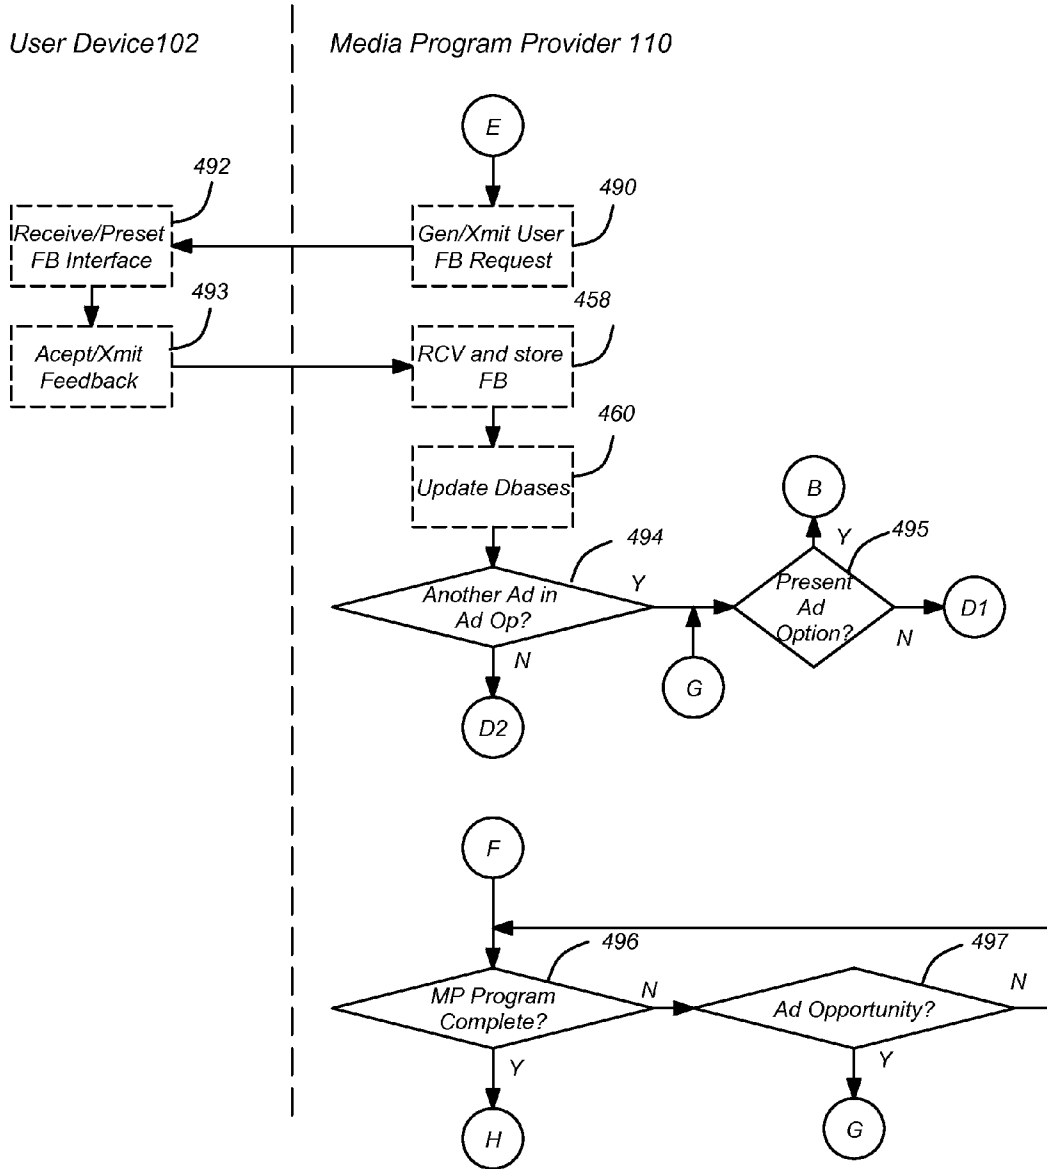 User Device102
Media Program Provider 110
E
492
490
Receive/Preset
FB Interface
Gen/Xmit User
FB Request
493
458
Acept/Xmit
Feedback
RCV and store
FB
460
Update Dbases
B
494
Y
495
Another Ad in
Ad Op?
Y
Present
Ad
Option?
D1
N
N
G
D2
F
496
497
MP Program
Complete?
N
Ad Opportunity?
N
Y
Y
H
G